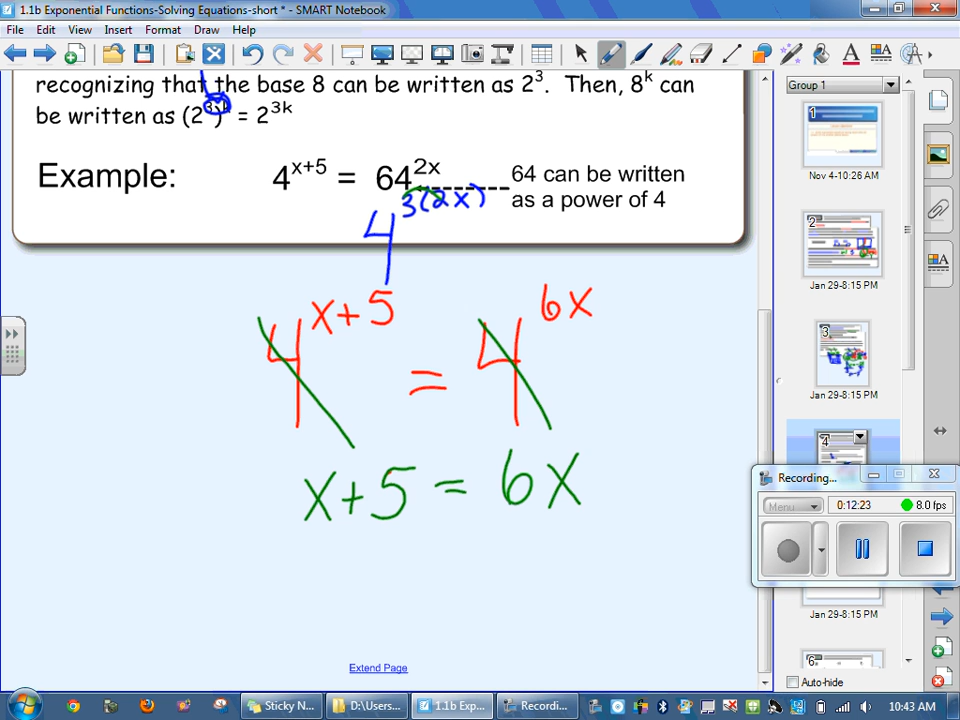 1.1b Exponential Functions-Solving Equations-short * - SMART Notebook
File Edit View Insert Format Draw Help
recognizing that the base 8 can be written as 2³. Then, 8ᵏ can
be written as (2³)ᵏ = 2³ᵏ
Example: 4ˣ⁺⁵ = 64²ˣ-------- 64 can be written
as a power of 4
4³⁽²ˣ⁾
4ˣ⁺⁵ = 4⁶ˣ
x+5 = 6x
Extend Page
Group 1
1
Nov 4-10:26 AM
2
Jan 29-8:15 PM
3
Jan 29-8:15 PM
4
Recording...
Menu
0:12:23
8.0 fps
Jan 29-8:15 PM
6
Auto-hide
Sticky N...
D:\Users...
1.1b Exp...
Recordi...
10:43 AM